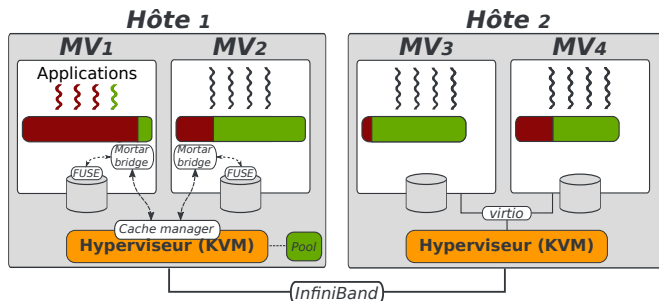 Hôte 1
Hôte 2
MV1
MV2
MV3
MV4
Applications
Mortar
bridge
Mortar
bridge
FUSE
FUSE
Cache manager
virtio
Hyperviseur (KVM)
Pool
Hyperviseur (KVM)
InfiniBand